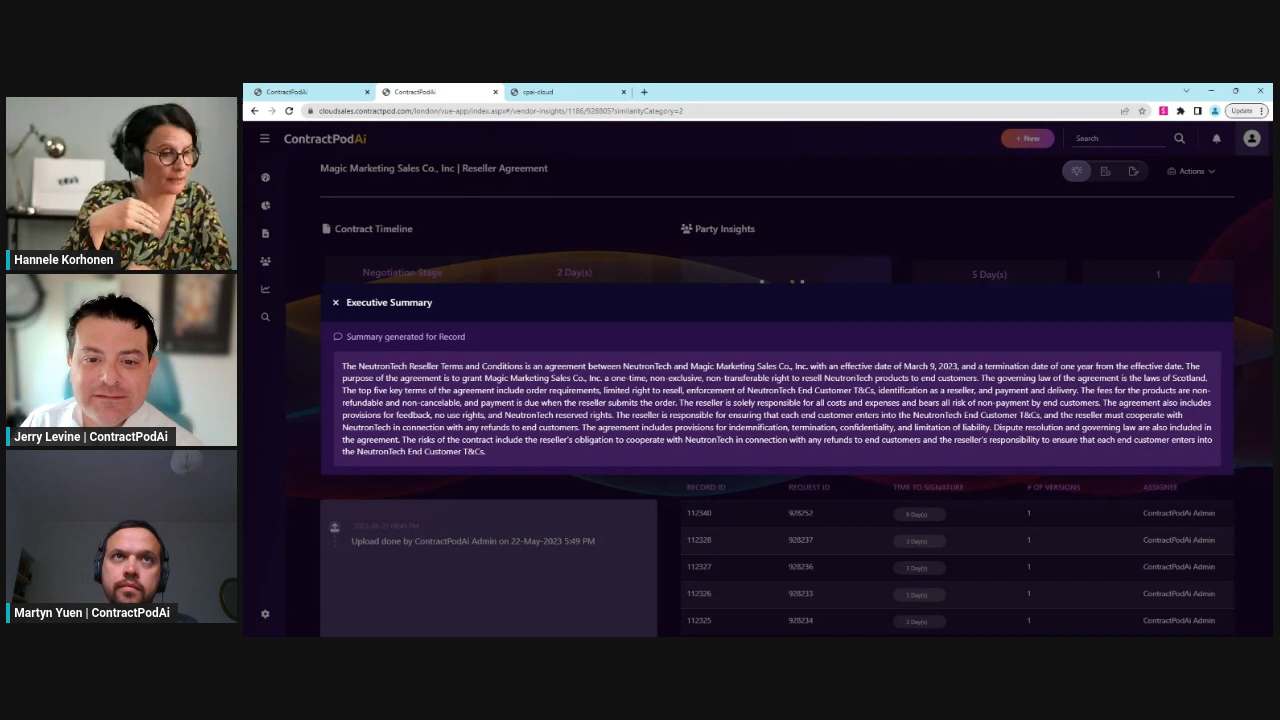 Hannele Korhonen
Jerry Levine | ContractPodAi
Martyn Yuen | ContractPodAi
ContractPodAi
ContractPodAi
cpai-cloud
cloudsales.contractpod.com/london/vue-app/index.aspx#/vendor-insights/1186/928805?similarityCategory=2
Update
ContractPodAi
+ New
Search
Magic Marketing Sales Co., Inc | Reseller Agreement
Actions
Contract Timeline
Party Insights
Negotiation Stage
2 Day(s)
5 Day(s)
1
Executive Summary
Summary generated for Record
The NeutronTech Reseller Terms and Conditions is an agreement between NeutronTech and Magic Marketing Sales Co., Inc. with an effective date of March 9, 2023, and a termination date of one year from the effective date. The
purpose of the agreement is to grant Magic Marketing Sales Co., Inc. a one-time, non-exclusive, non-transferable right to resell NeutronTech products to end customers. The governing law of the agreement is the laws of Scotland.
The top five key terms of the agreement include order requirements, limited right to resell, enforcement of NeutronTech End Customer T&Cs, identification as a reseller, and payment and delivery. The fees for the products are non-
refundable and non-cancelable, and payment is due when the reseller submits the order. The reseller is solely responsible for all costs and expenses and bears all risk of non-payment by end customers. The agreement also includes
provisions for feedback, no use rights, and NeutronTech reserved rights. The reseller is responsible for ensuring that each end customer enters into the NeutronTech End Customer T&Cs, and the reseller must cooperate with
NeutronTech in connection with any refunds to end customers. The agreement includes provisions for indemnification, termination, confidentiality, and limitation of liability. Dispute resolution and governing law are also included in
the agreement. The risks of the contract include the reseller's obligation to cooperate with NeutronTech in connection with any refunds to end customers and the reseller's responsibility to ensure that each end customer enters into
the NeutronTech End Customer T&Cs.
RECORD ID REQUEST ID TIME TO SIGNATURE # OF VERSIONS ASSIGNEE
112340 928252 9 Day(s) 1 ContractPodAi Admin
Upload done by ContractPodAi Admin on 22-May-2023 5:49 PM
112328 928237 3 Day(s) 1 ContractPodAi Admin
112327 928236 3 Day(s) 1 ContractPodAi Admin
112326 928233 5 Day(s) 1 ContractPodAi Admin
112325 928234 3 Day(s) 1 ContractPodAi Admin